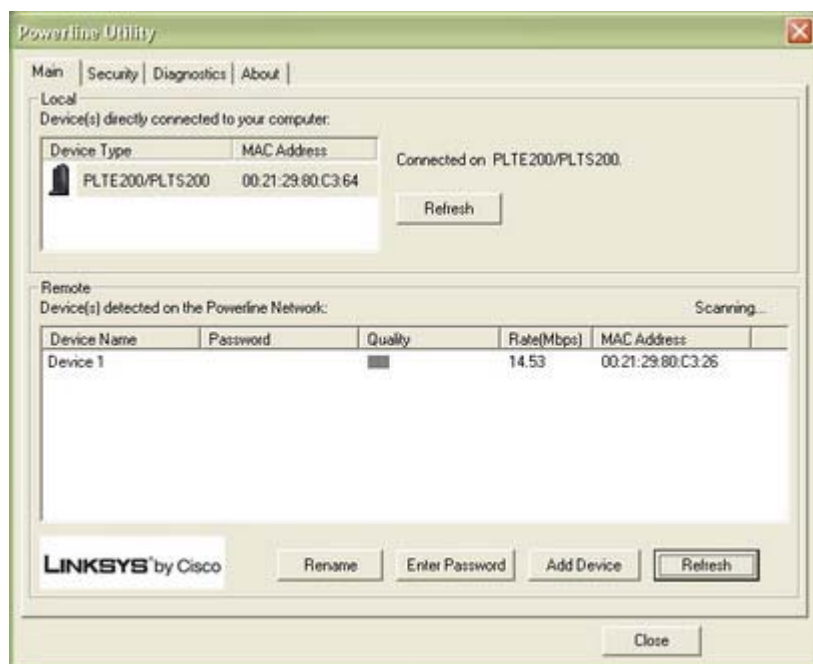 Powerline Utility
Main Security Diagnostics About
Local
Device(s) directly connected to your computer:
Device Type MAC Address
PLTE200/PLTS200 00:21:29:80:C3:64
Connected on PLTE200/PLTS200.
Refresh
Remote
Device(s) detected on the Powerline Network: Scanning...
Device Name Password Quality Rate(Mbps) MAC Address
Device 1 14.53 00:21:29:80:C3:26
LINKSYS® by Cisco
Rename Enter Password Add Device Refresh
Close